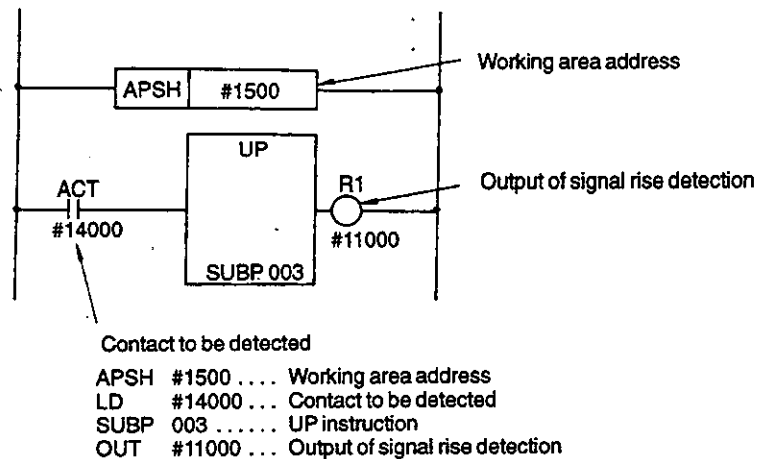 APSH #1500
Working area address
UP
ACT
R1
Output of signal rise detection
#14000
#11000
SUBP 003
Contact to be detected
APSH #1500 .... Working area address
LD #14000 ... Contact to be detected
SUBP 003 ...... UP instruction
OUT #11000 ... Output of signal rise detection